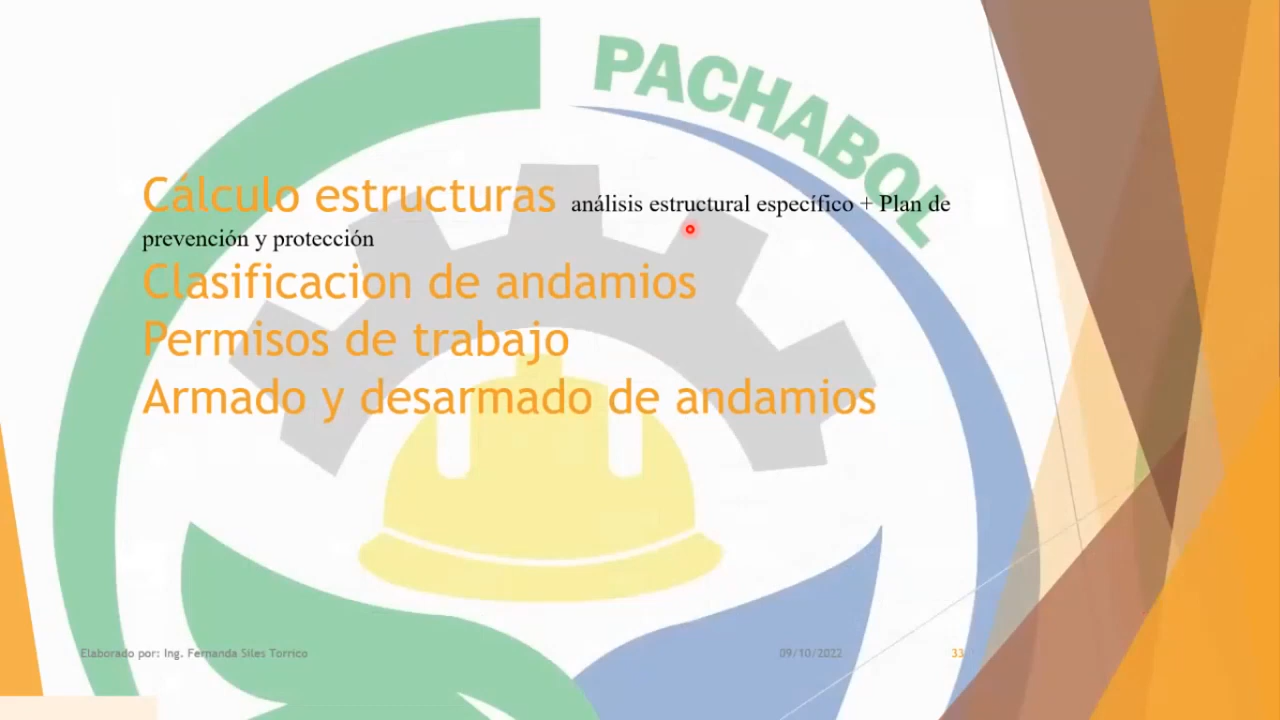 PACHABOL
Cálculo estructuras análisis estructural específico + Plan de
prevención y protección
Clasificacion de andamios
Permisos de trabajo
Armado y desarmado de andamios
Elaborado por: Ing. Fernanda Siles Torrico 09/10/2022 33